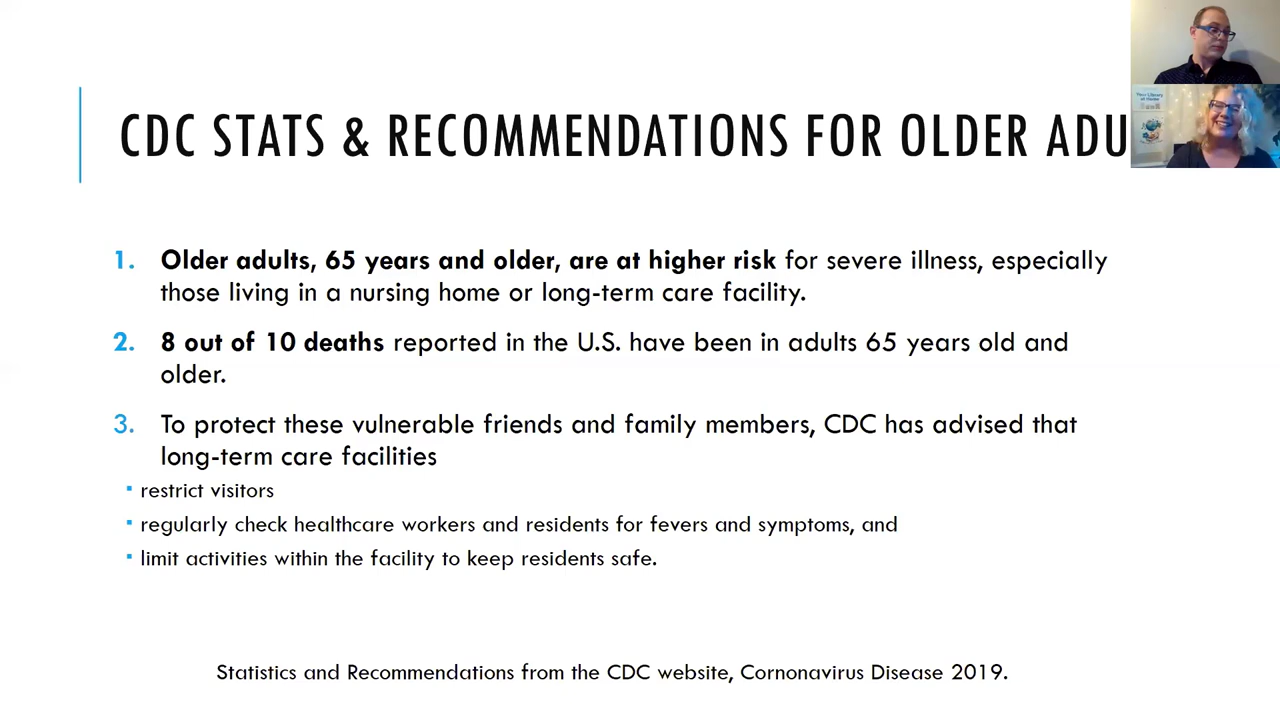 CDC STATS & RECOMMENDATIONS FOR OLDER ADU
Your Library
at Home
1. Older adults, 65 years and older, are at higher risk for severe illness, especially
those living in a nursing home or long-term care facility.
2. 8 out of 10 deaths reported in the U.S. have been in adults 65 years old and
older.
3. To protect these vulnerable friends and family members, CDC has advised that
long-term care facilities
▪ restrict visitors
▪ regularly check healthcare workers and residents for fevers and symptoms, and
▪ limit activities within the facility to keep residents safe.
Statistics and Recommendations from the CDC website, Cornonavirus Disease 2019.